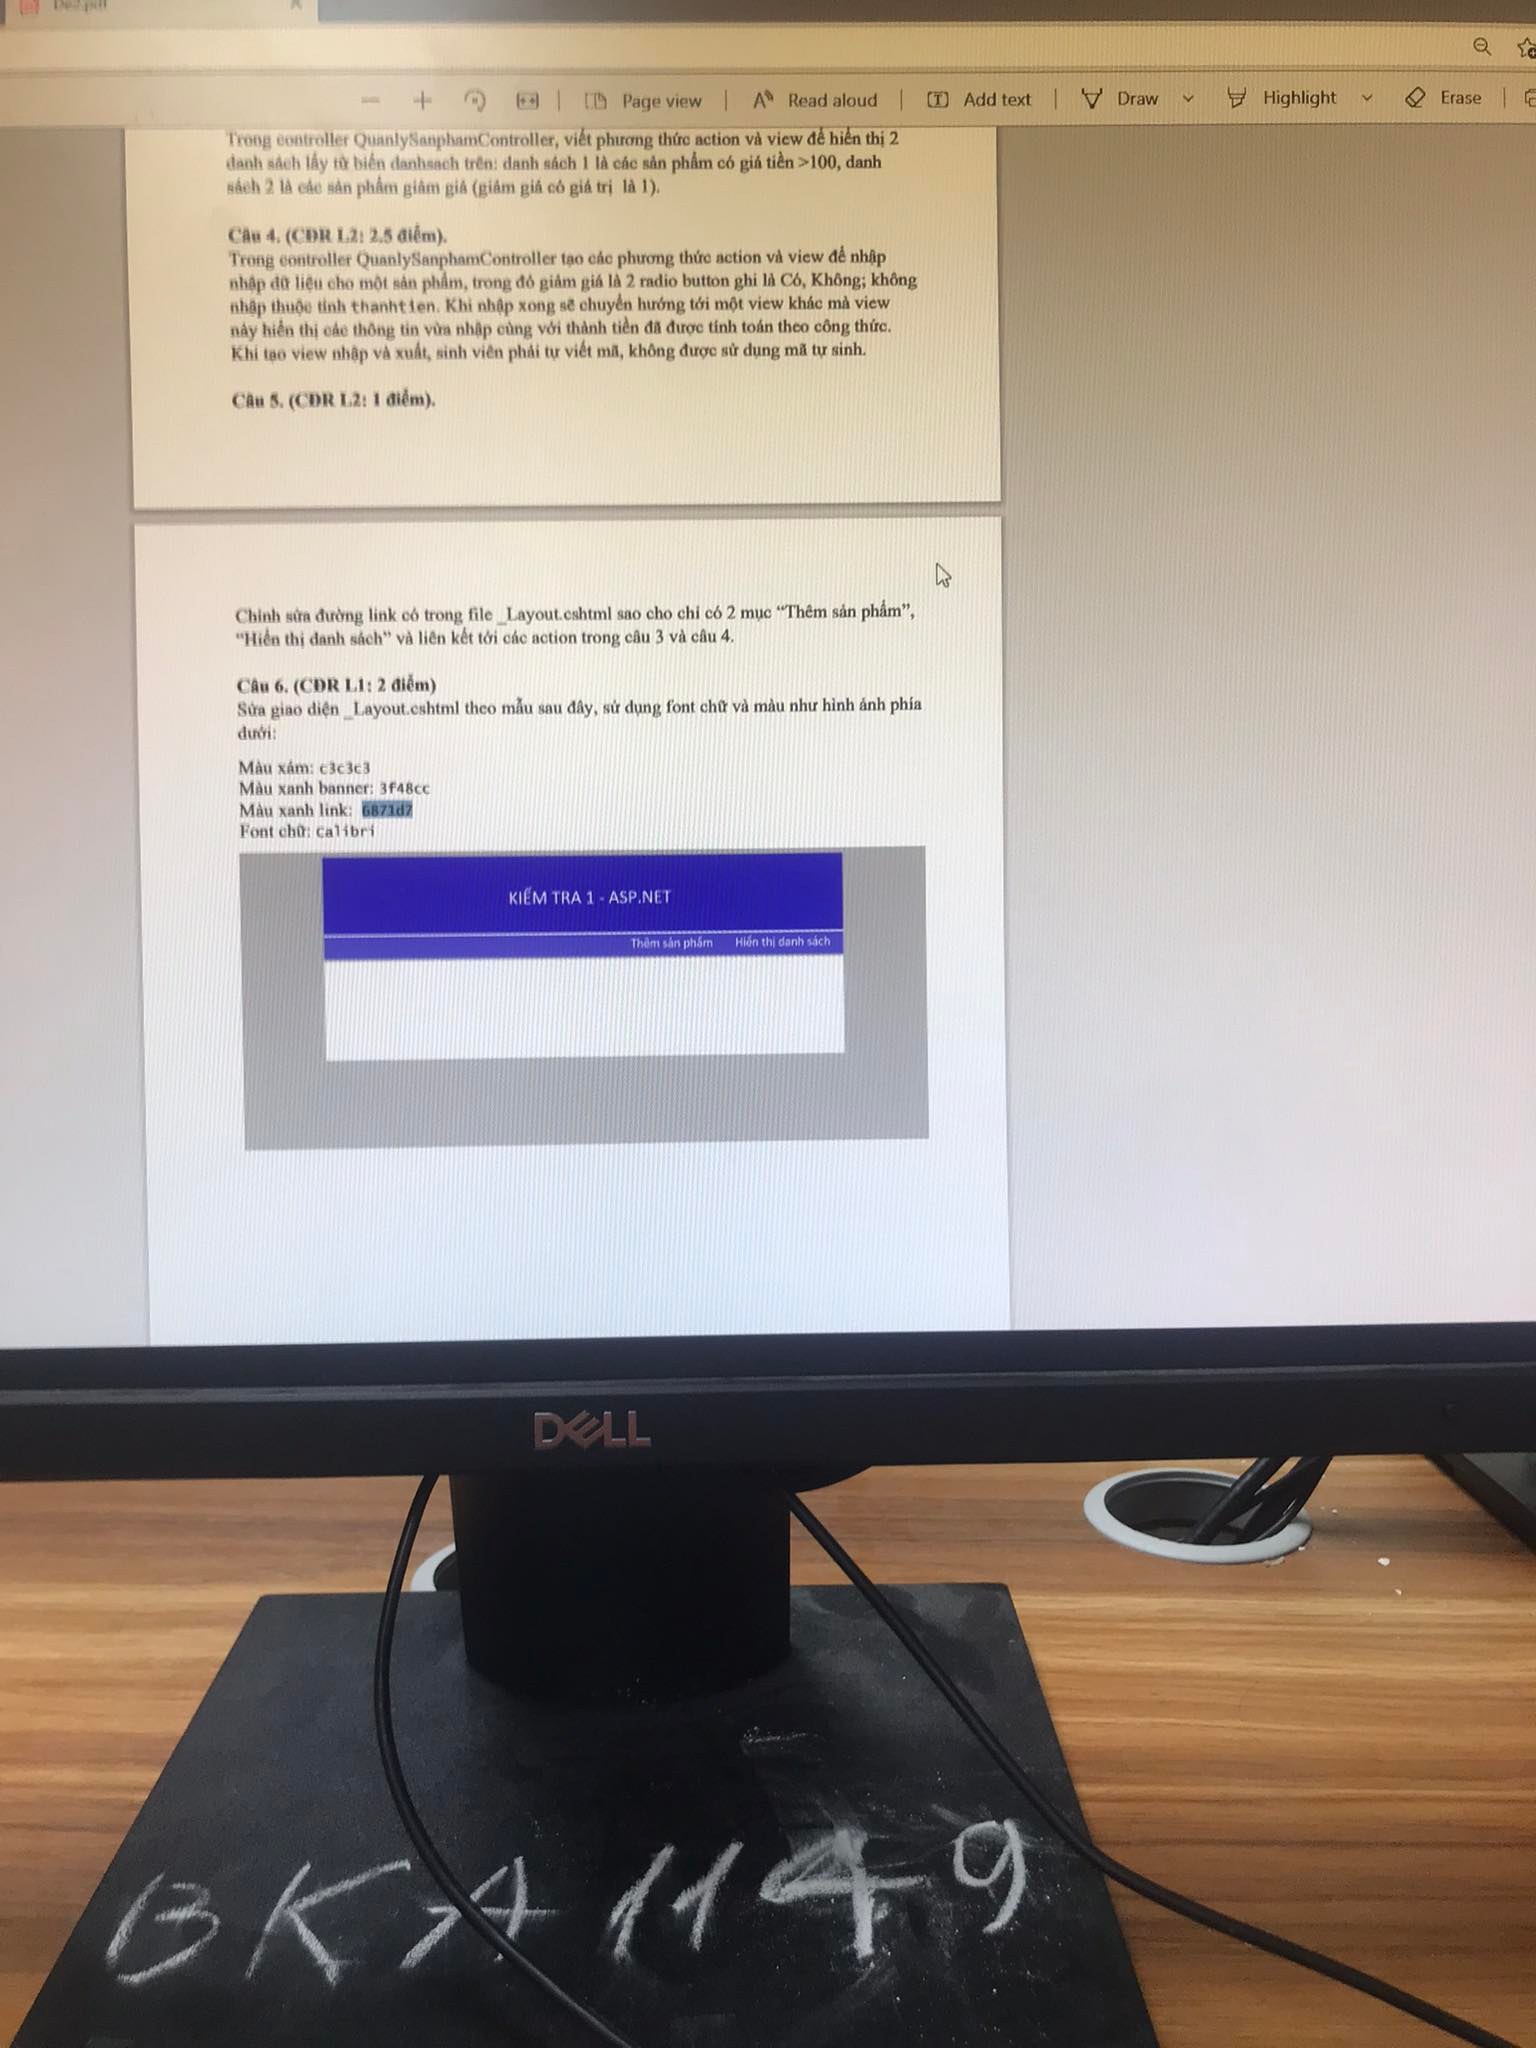 De2.pdf
Page view
Read aloud
Add text
Draw
Highlight
Erase
Trong controller QuanlySanphamController, viết phương thức action và view để hiển thị 2
danh sách lấy từ biến danhsach trên: danh sách 1 là các sản phẩm có giá tiền >100, danh
sách 2 là các sản phẩm giảm giá (giảm giá có giá trị là 1).
Câu 4. (CĐR L2: 2.5 điểm).
Trong controller QuanlySanphamController tạo các phương thức action và view để nhập
nhập dữ liệu cho một sản phẩm, trong đó giảm giá là 2 radio button ghi là Có, Không; không
nhập thuộc tính thanhtien. Khi nhập xong sẽ chuyển hướng tới một view khác mà view
này hiển thị các thông tin vừa nhập cùng với thành tiền đã được tính toán theo công thức.
Khi tạo view nhập và xuất, sinh viên phải tự viết mã, không được sử dụng mã tự sinh.
Câu 5. (CĐR L2: 1 điểm).
Chỉnh sửa đường link có trong file _Layout.cshtml sao cho chỉ có 2 mục “Thêm sản phẩm”,
“Hiển thị danh sách” và liên kết tới các action trong câu 3 và câu 4.
Câu 6. (CĐR L1: 2 điểm)
Sửa giao diện _Layout.cshtml theo mẫu sau đây, sử dụng font chữ và màu như hình ảnh phía
dưới:
Màu xám: c3c3c3
Màu xanh banner: 3f48cc
Màu xanh link: 6871d7
Font chữ: Calibri
KIỂM TRA 1 - ASP.NET
Thêm sản phẩm Hiển thị danh sách
DELL
BKA1149